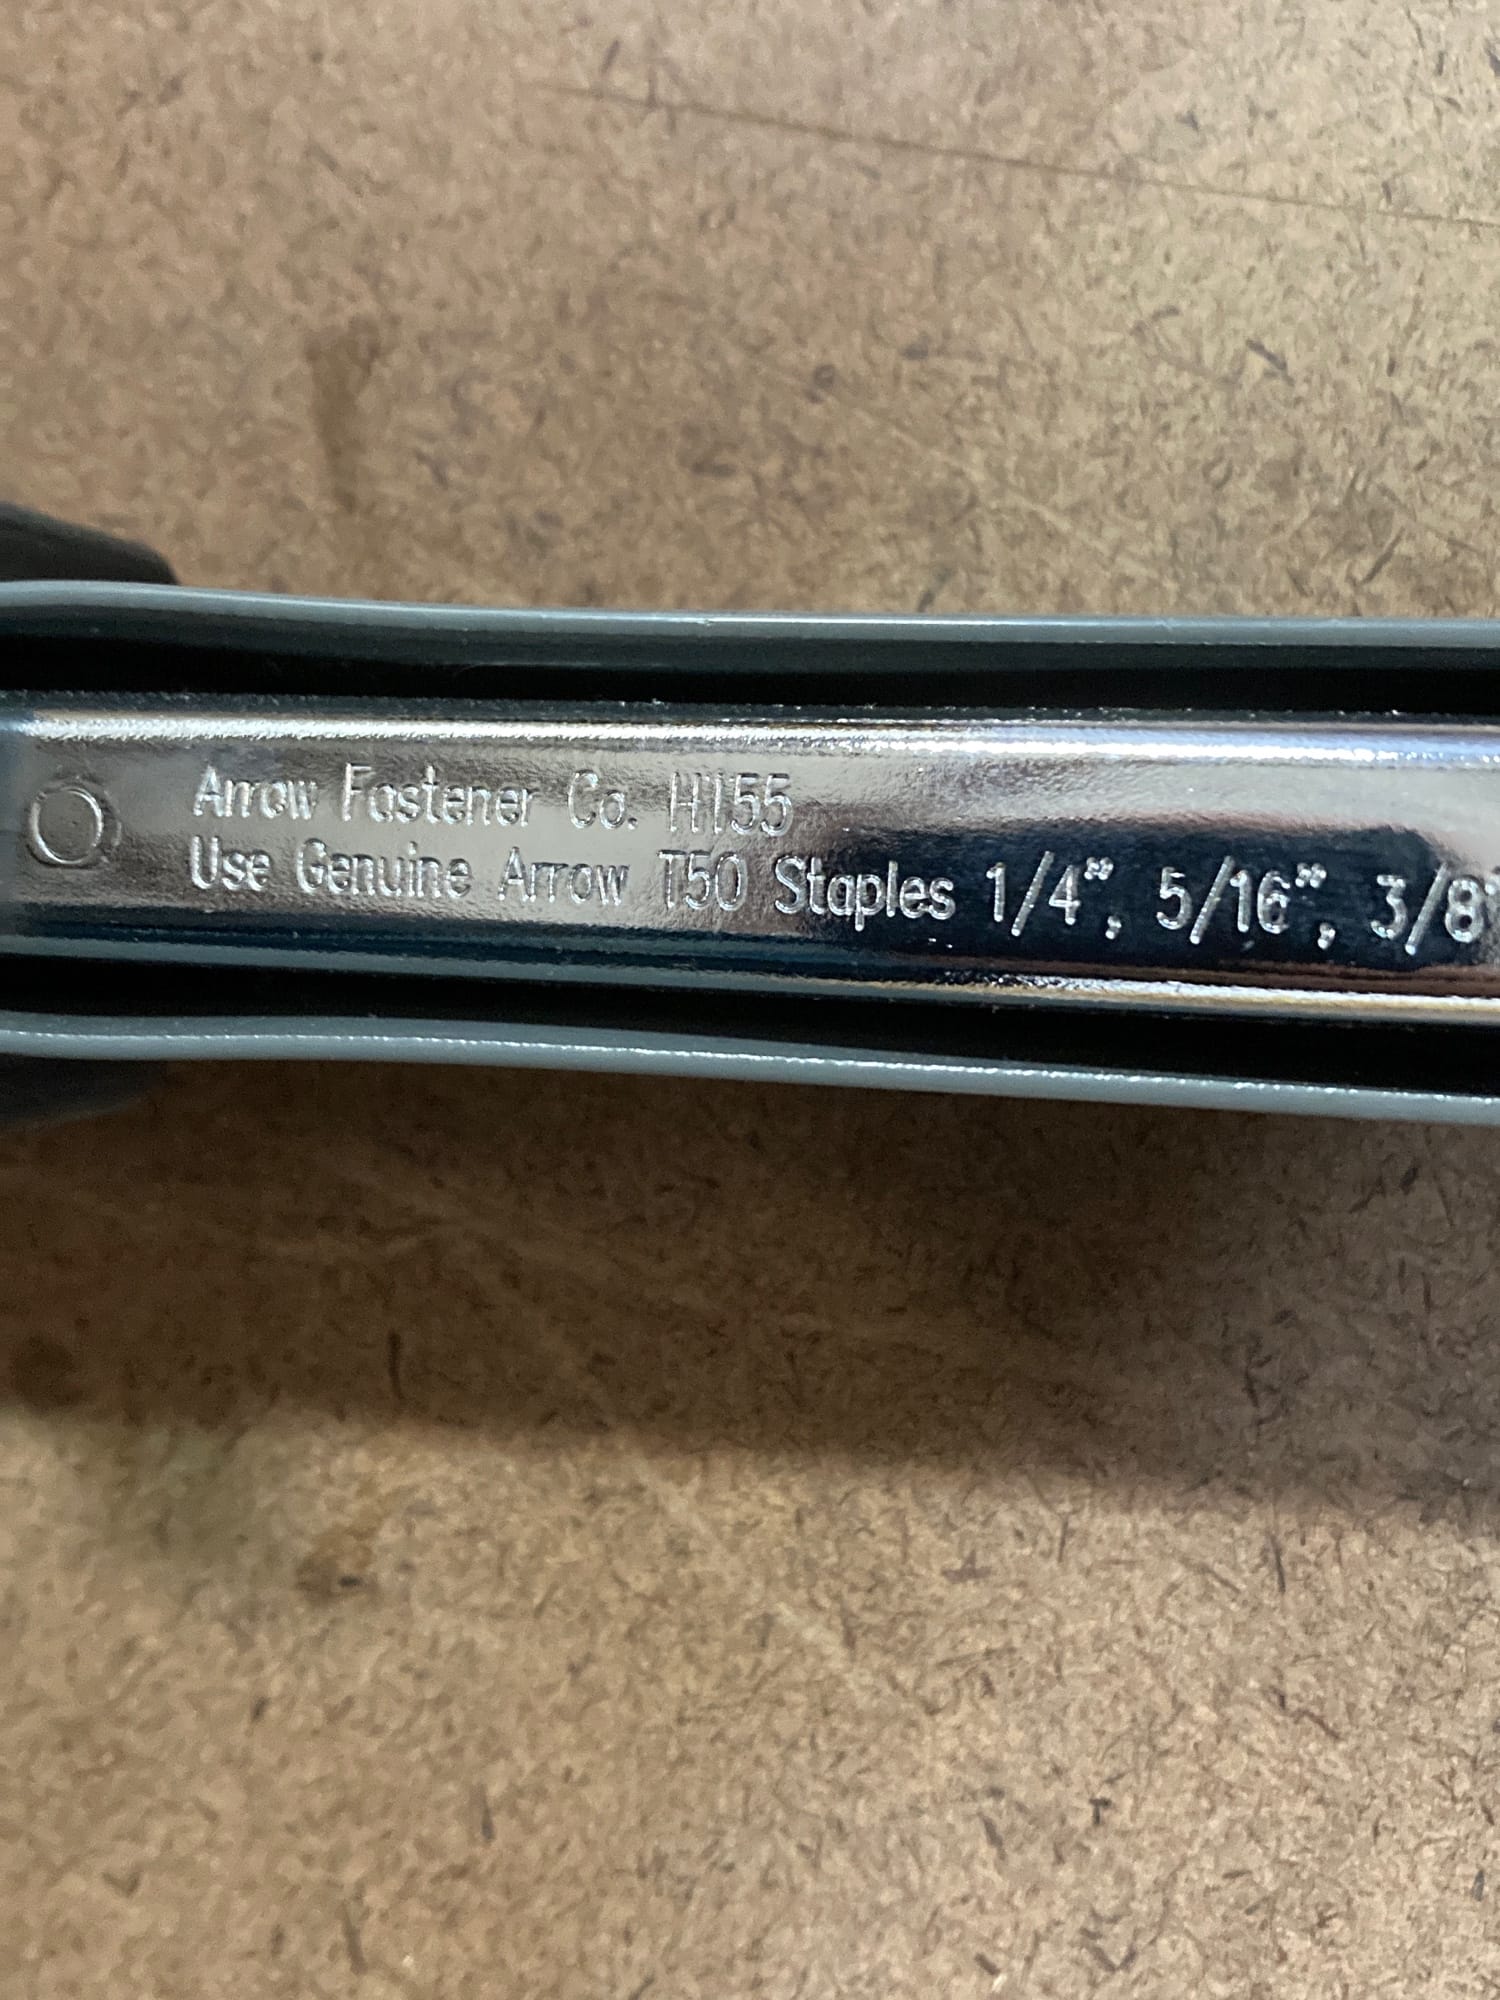 Arrow Fastener Co. H155
Use Genuine Arrow T50 Staples 1/4”, 5/16”, 3/8”